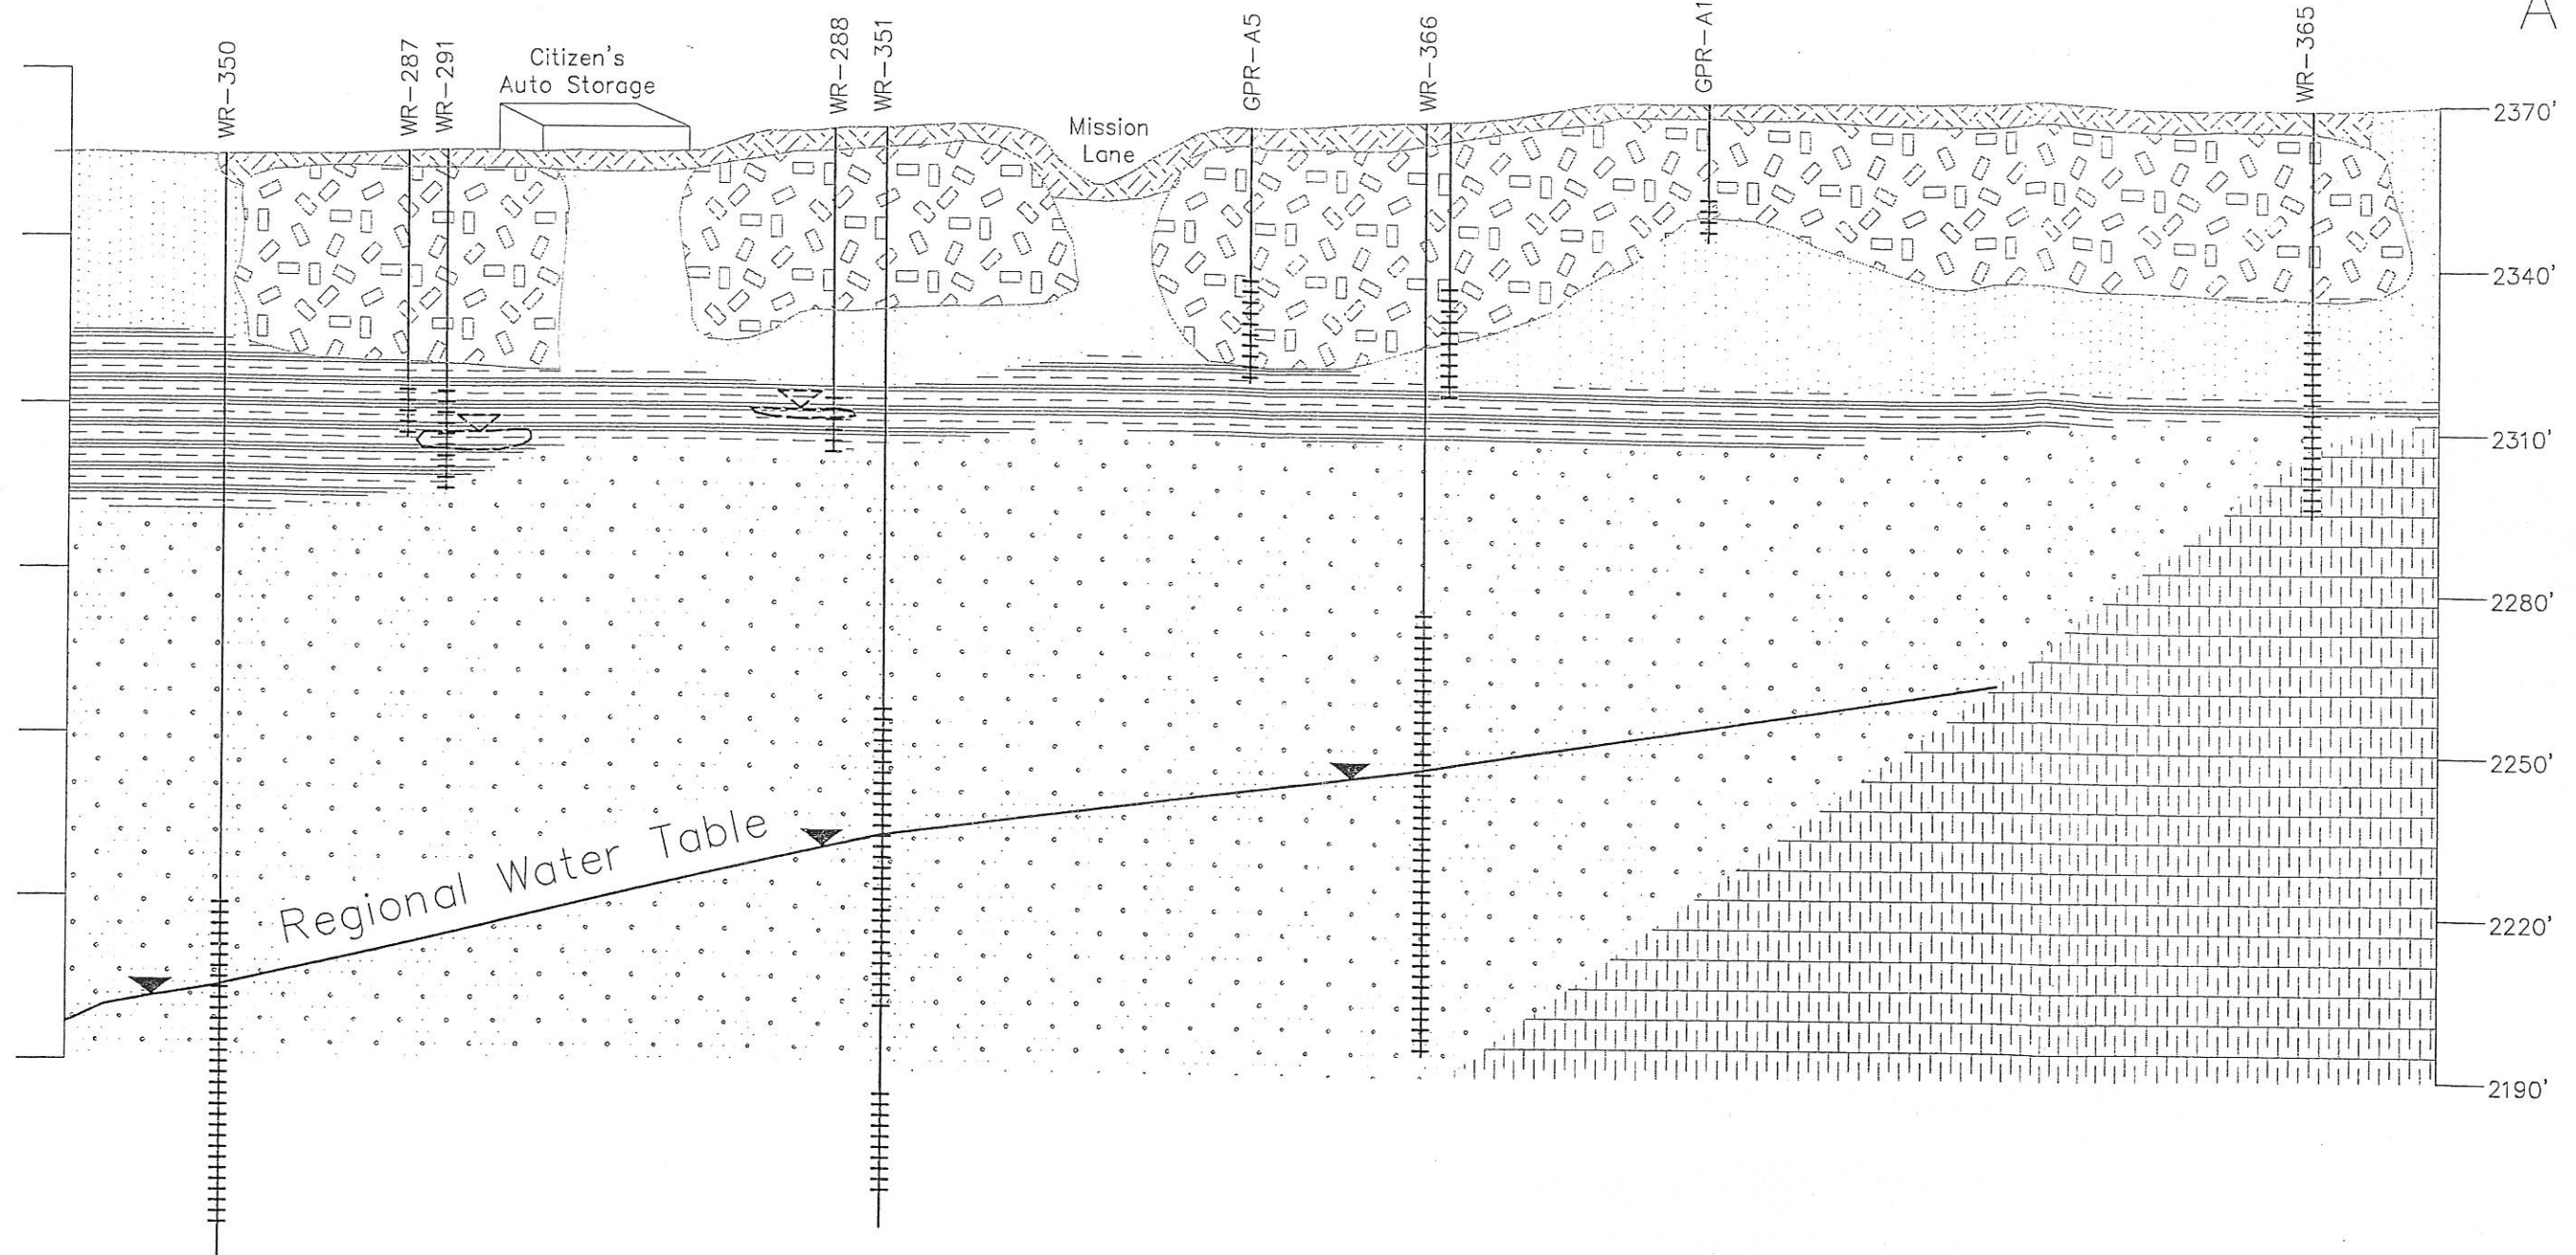 A
WR-350
WR-287
WR-291
Citizen's
Auto Storage
WR-288
WR-351
Mission
Lane
GPR-A5
WR-366
GPR-A1
WR-365
2370'
2340'
2310'
2280'
2250'
2220'
2190'
Regional Water Table